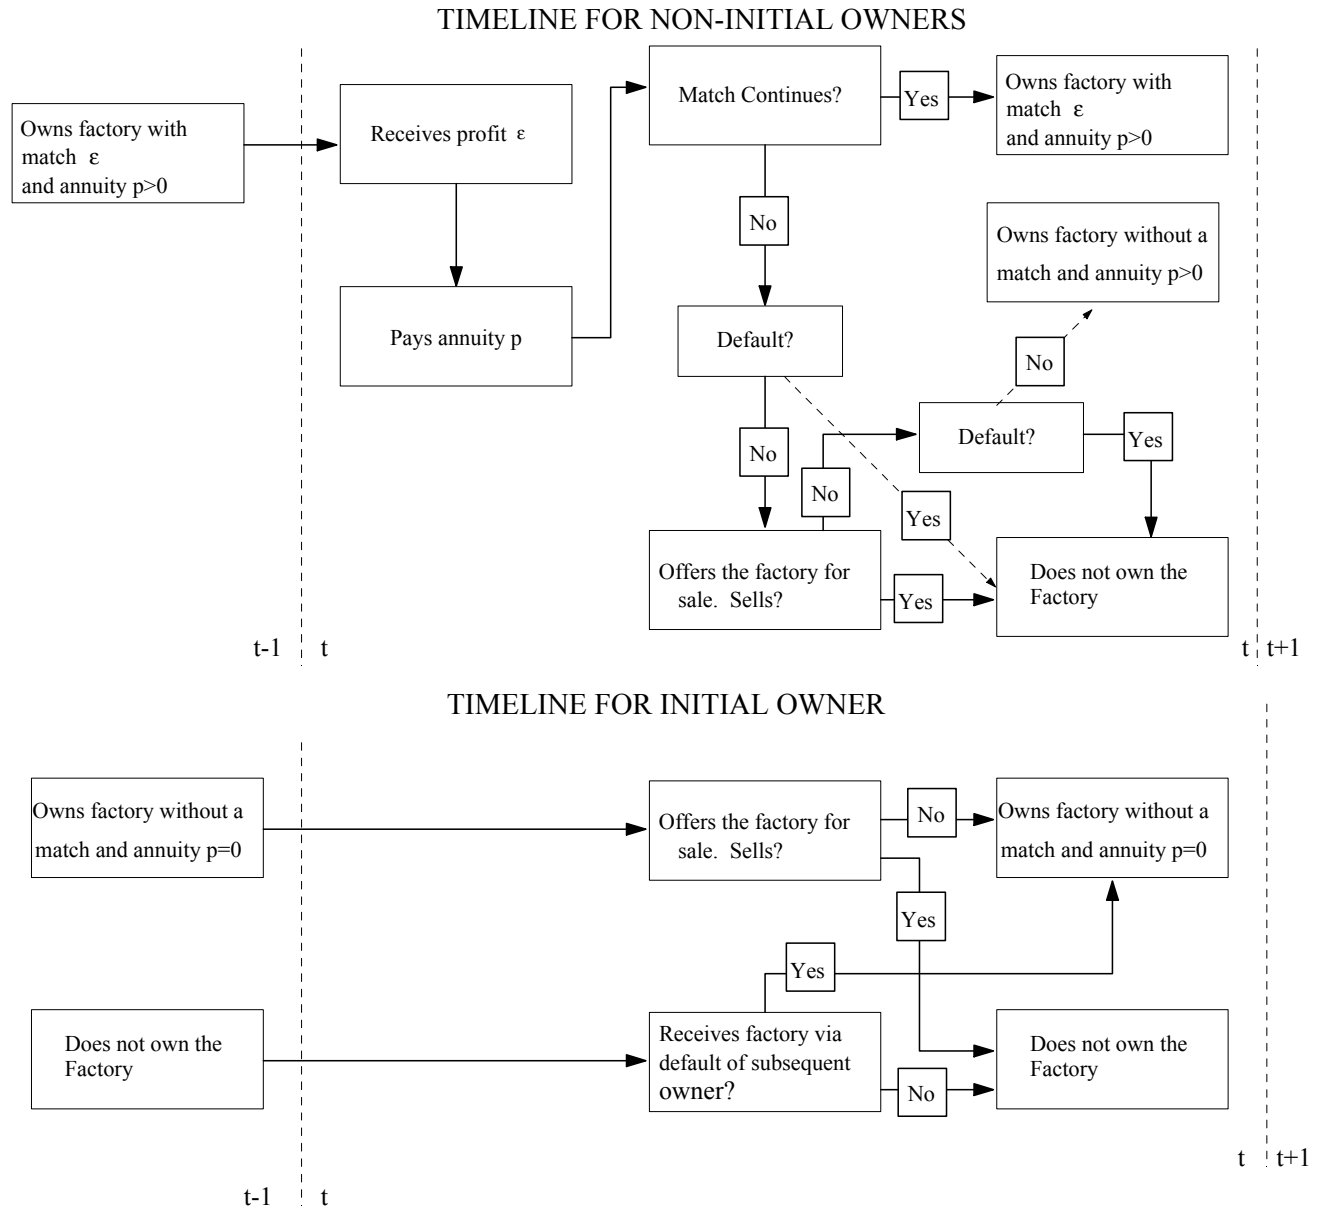 TIMELINE FOR NON-INITIAL OWNERS
Owns factory with
match ε
and annuity p>0
Receives profit ε
Pays annuity p
Match Continues?
Yes
Owns factory with
match ε
and annuity p>0
No
Default?
Owns factory without a
match and annuity p>0
No
Default?
Yes
No
No
Yes
Offers the factory for
sale. Sells?
Yes
Does not own the
Factory
t-1
t
t
t+1
TIMELINE FOR INITIAL OWNER
Owns factory without a
match and annuity p=0
Offers the factory for
sale. Sells?
No
Owns factory without a
match and annuity p=0
Yes
Yes
Does not own the
Factory
Receives factory via
default of subsequent
owner?
No
Does not own the
Factory
t
t+1
t-1
t